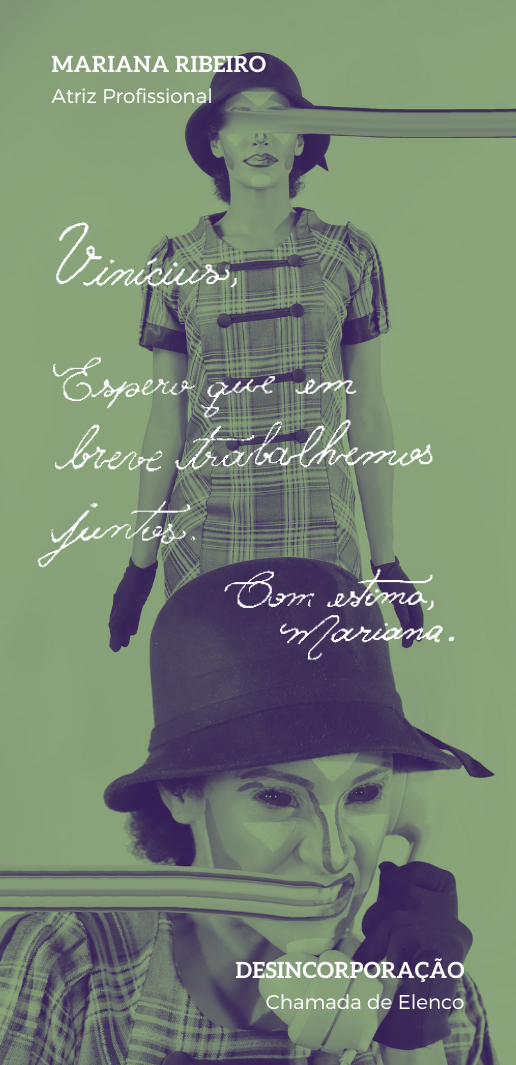 MARIANA RIBEIRO
Atriz Profissional
Vinícius,
Espero que em
breve trabalhemos
juntos.
Com estima,
Mariana.
DESINCORPORAÇÃO
Chamada de Elenco